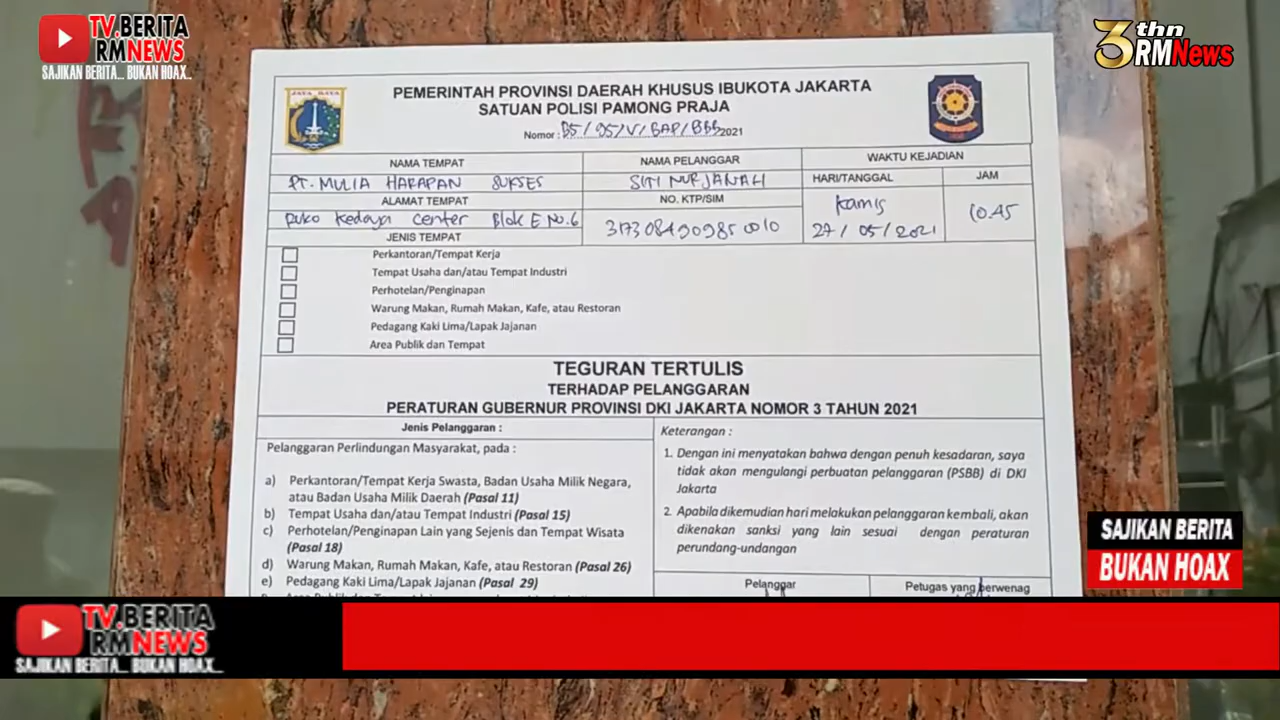 TV.BERITA
RMNEWS
SAJIKAN BERITA... BUKAN HOAX..
3thn
RMNews
PEMERINTAH PROVINSI DAERAH KHUSUS IBUKOTA JAKARTA
SATUAN POLISI PAMONG PRAJA
JAYA RAYA
Nomor : 2021
NAMA TEMPAT
NAMA PELANGGAR
WAKTU KEJADIAN
PT. MULIA HARAPAN SUKSES
SITI NURJANAH
HARI/TANGGAL
JAM
ALAMAT TEMPAT
NO. KTP/SIM
Kamis
10.45
Ruko Kedoya Center Blok E No.6
27/05/2021
JENIS TEMPAT
Perkantoran/Tempat Kerja
Tempat Usaha dan/atau Tempat Industri
Perhotelan/Penginapan
Warung Makan, Rumah Makan, Kafe, atau Restoran
Pedagang Kaki Lima/Lapak Jajanan
Area Publik dan Tempat
TEGURAN TERTULIS
TERHADAP PELANGGARAN
PERATURAN GUBERNUR PROVINSI DKI JAKARTA NOMOR 3 TAHUN 2021
Jenis Pelanggaran :
Pelanggaran Perlindungan Masyarakat, pada :
a) Perkantoran/Tempat Kerja Swasta, Badan Usaha Milik Negara,
atau Badan Usaha Milik Daerah (Pasal 11)
b) Tempat Usaha dan/atau Tempat Industri (Pasal 15)
c) Perhotelan/Penginapan Lain yang Sejenis dan Tempat Wisata
(Pasal 18)
d) Warung Makan, Rumah Makan, Kafe, atau Restoran (Pasal 26)
e) Pedagang Kaki Lima/Lapak Jajanan (Pasal 29)
Keterangan :
1. Dengan ini menyatakan bahwa dengan penuh kesadaran, saya
tidak akan mengulangi perbuatan pelanggaran (PSBB) di DKI
Jakarta
2. Apabila dikemudian hari melakukan pelanggaran kembali, akan
dikenakan sanksi yang lain sesuai dengan peraturan
perundang-undangan
Pelanggar
Petugas yang berwenag
SAJIKAN BERITA
BUKAN HOAX
TV.BERITA
RMNEWS
SAJIKAN BERITA... BUKAN HOAX..